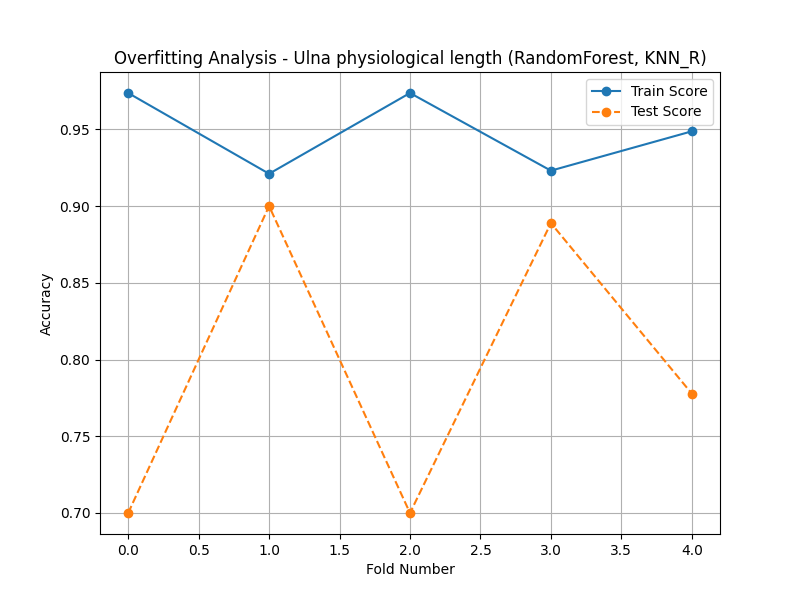 Overfitting Analysis - Ulna physiological length (RandomForest, KNN_R)
Train Score
Test Score
Accuracy
0.95
0.90
0.85
0.80
0.75
0.70
0.0 0.5 1.0 1.5 2.0 2.5 3.0 3.5 4.0
Fold Number